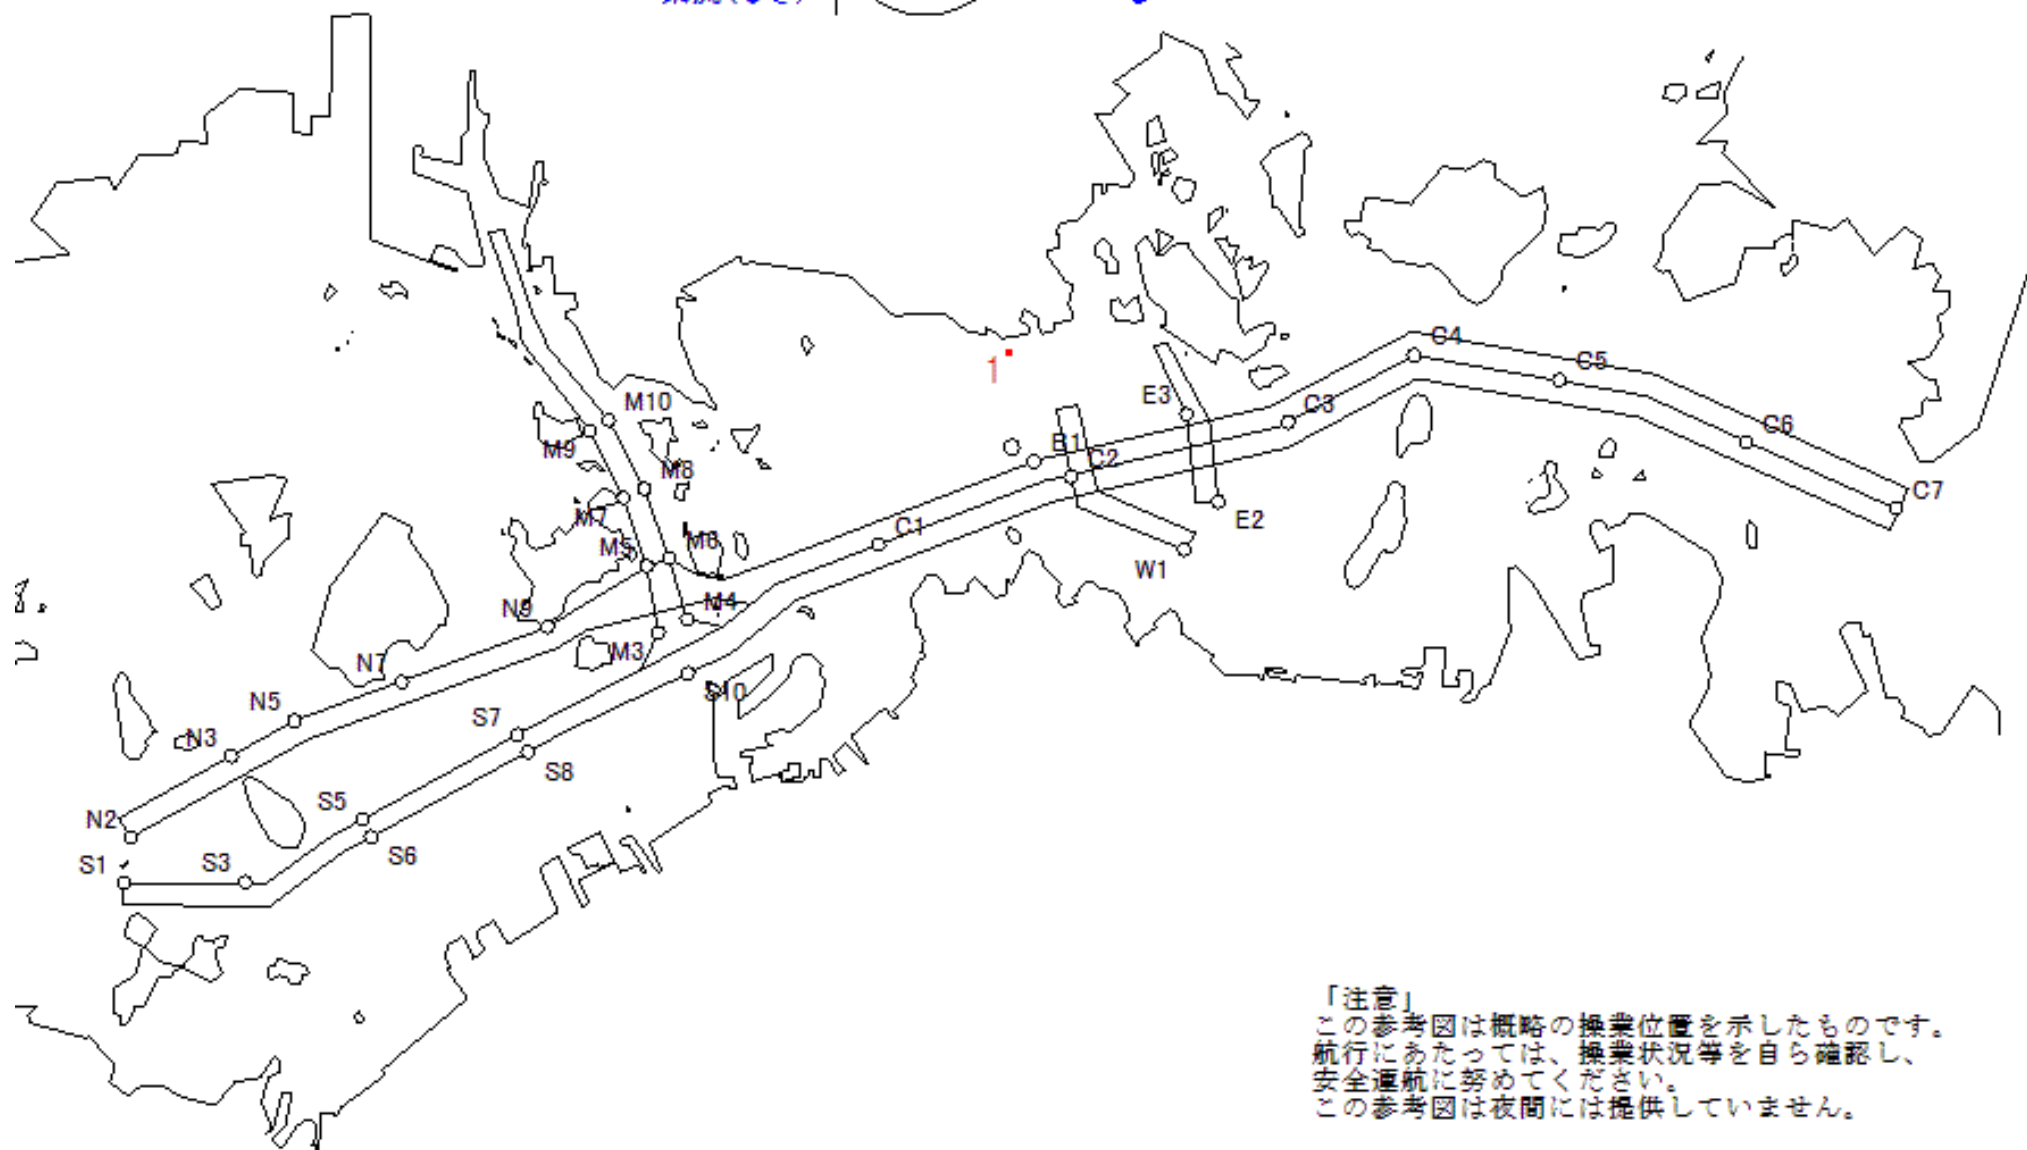 C4
C5
1
E3
M10
C3
C6
B1
M9
C2
M8
C7
M7
E2
C1
M5
M6
W1
N9
M4
M3
N7
S10
N5
S7
N3
S8
S5
N2
S6
S1
S3
「注意」
この参考図は概略の操業位置を示したものです。
航行にあたっては、操業状況等を自ら確認し、
安全運航に努めてください。
この参考図は夜間には提供していません。